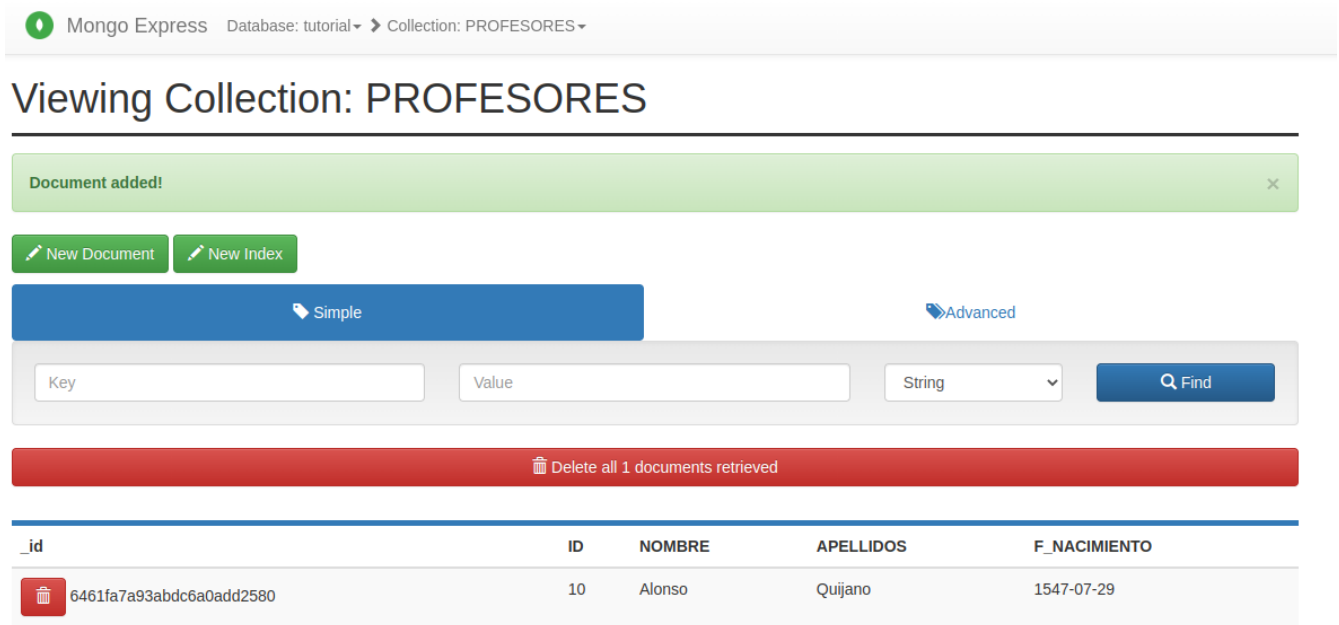 Mongo Express Database: tutorial Collection: PROFESORES
Viewing Collection: PROFESORES
Document added! ×
New Document New Index
Simple Advanced
Key Value String Find
Delete all 1 documents retrieved
_id ID NOMBRE APELLIDOS F_NACIMIENTO
6461fa7a93abdc6a0add2580 10 Alonso Quijano 1547-07-29